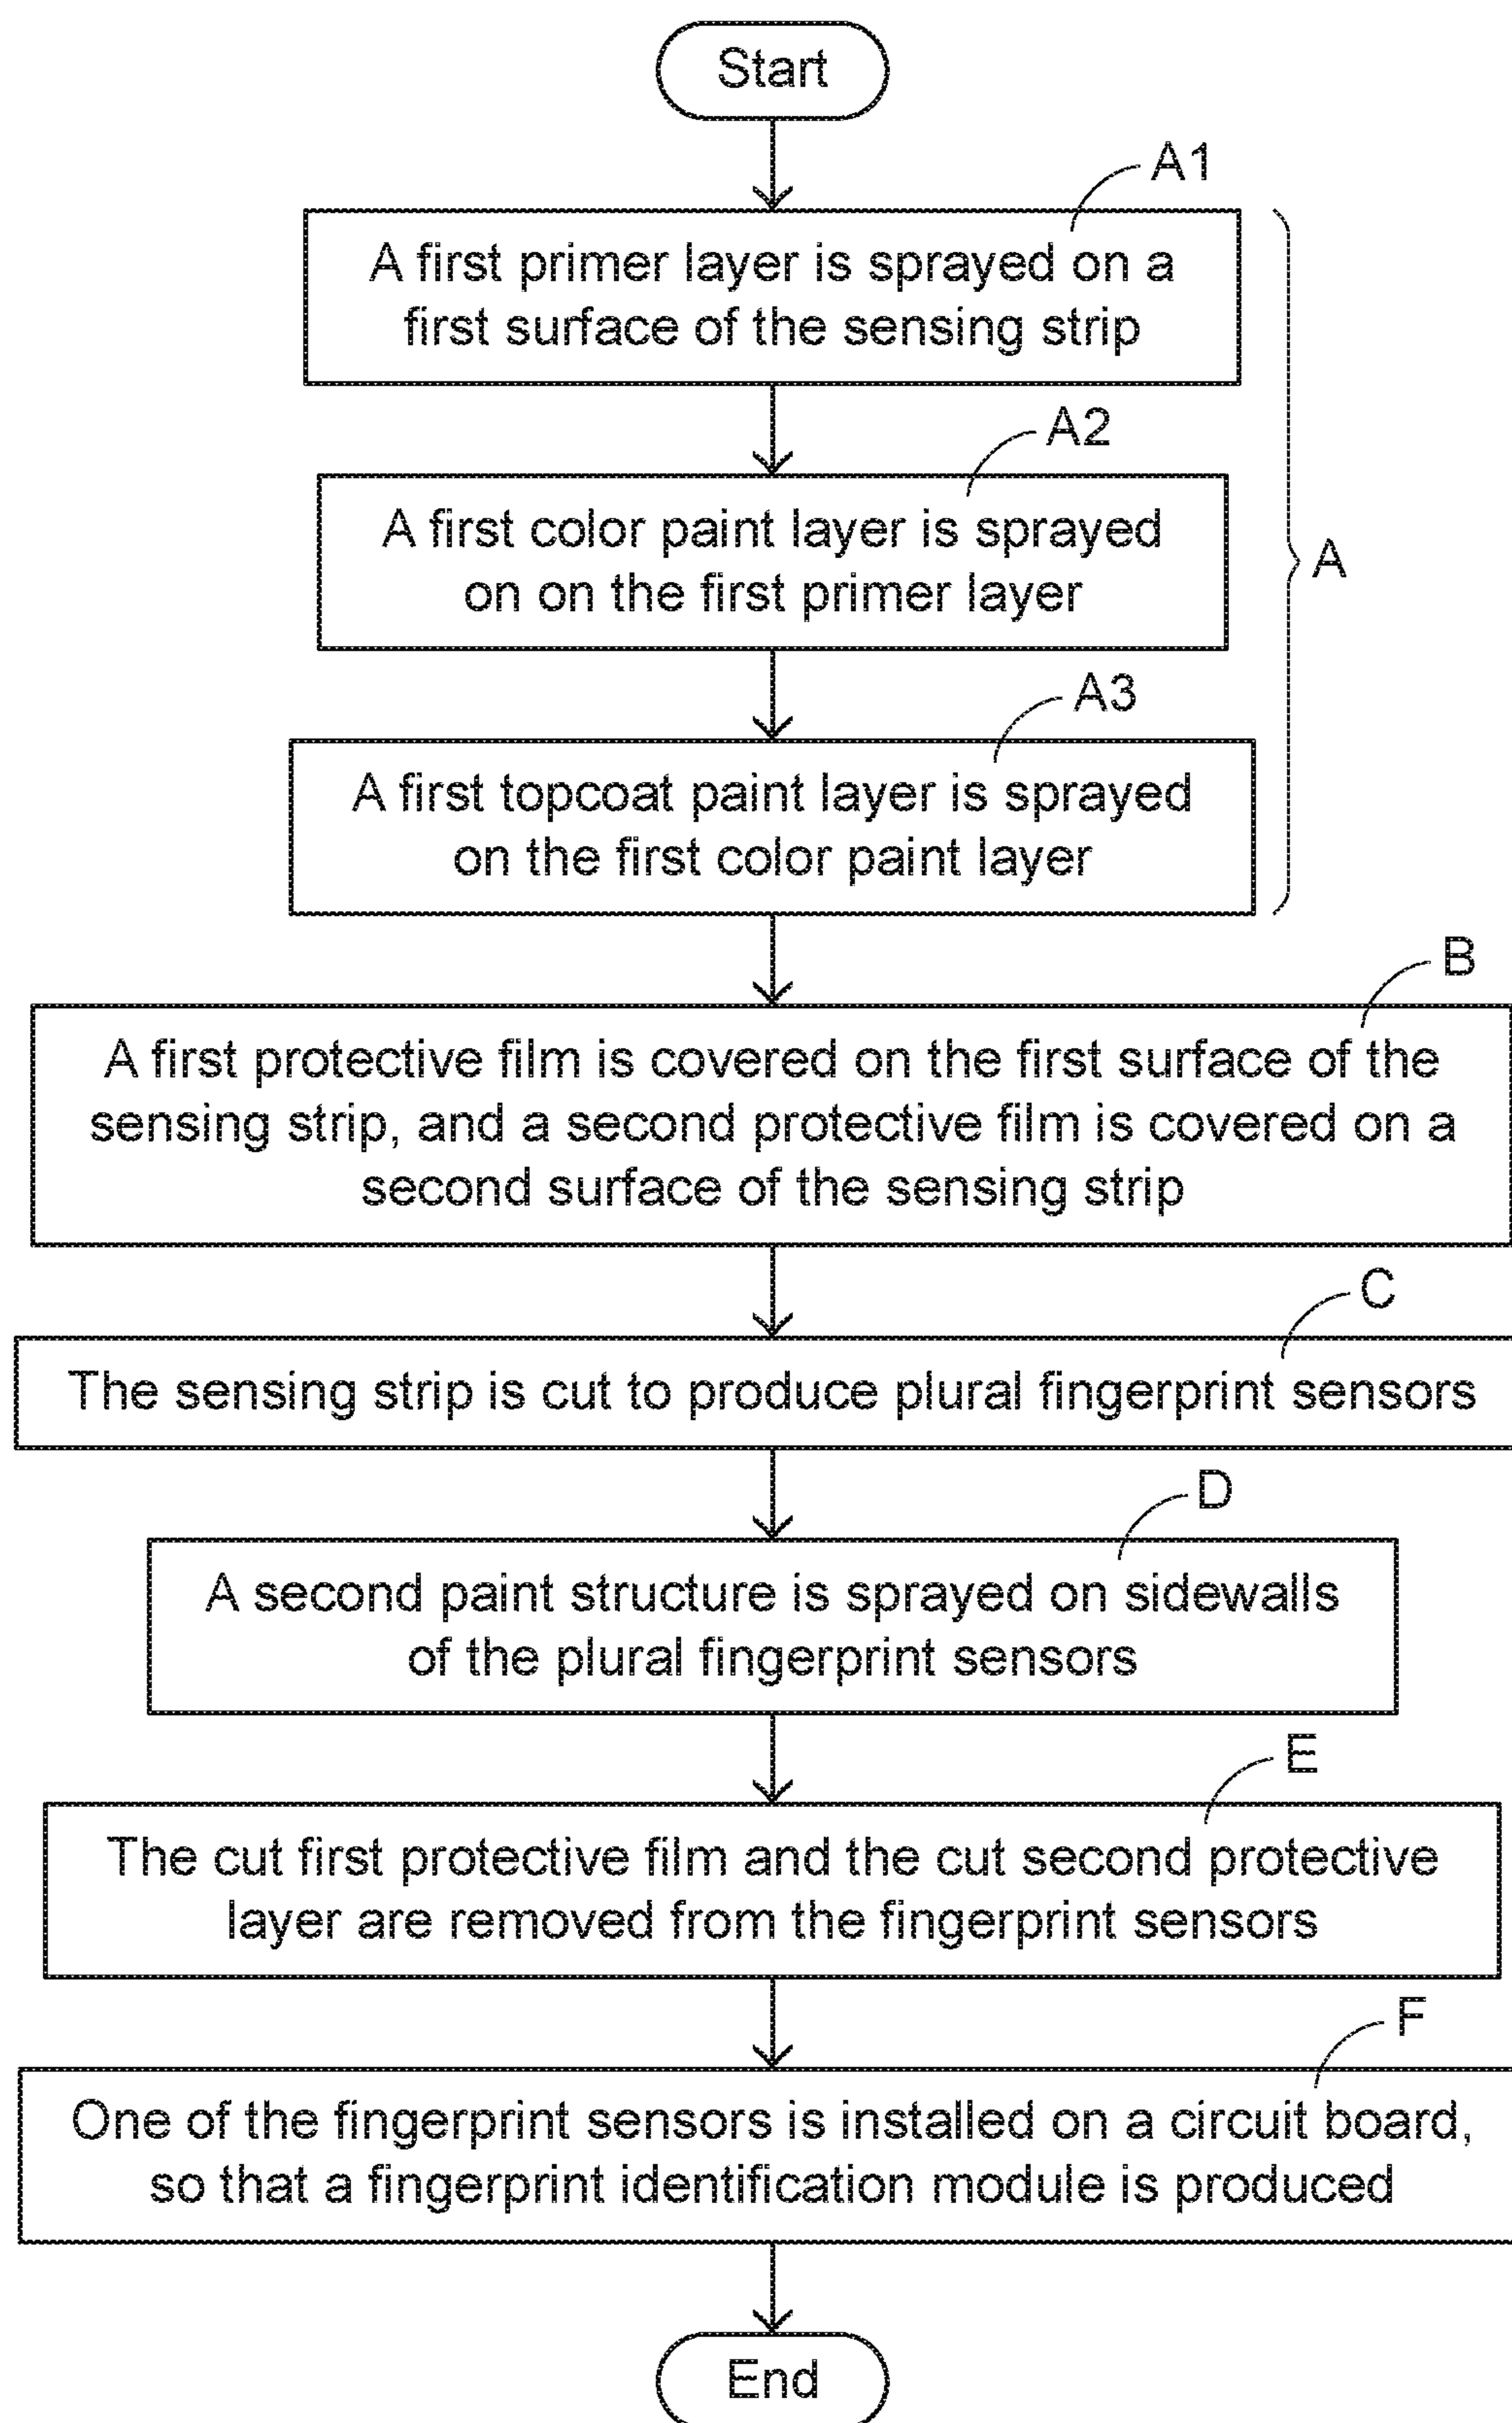 Start
A1
A first primer layer is sprayed on a
first surface of the sensing strip
A2
A first color paint layer is sprayed
on on the first primer layer
A3
A first topcoat paint layer is sprayed
on the first color paint layer
A
B
A first protective film is covered on the first surface of the
sensing strip, and a second protective film is covered on a
second surface of the sensing strip
C
The sensing strip is cut to produce plural fingerprint sensors
D
A second paint structure is sprayed on sidewalls
of the plural fingerprint sensors
E
The cut first protective film and the cut second protective
layer are removed from the fingerprint sensors
F
One of the fingerprint sensors is installed on a circuit board,
so that a fingerprint identification module is produced
End